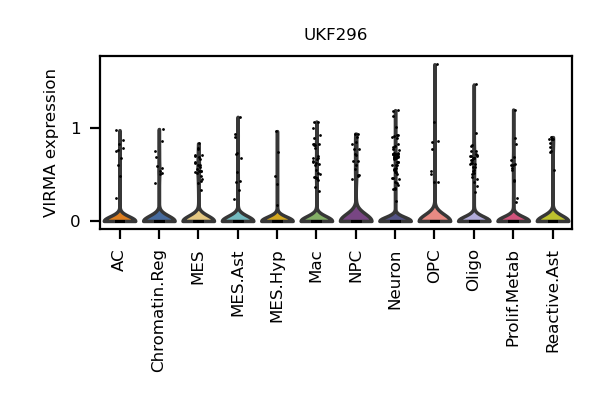 UKF296
VIRMA expression
1
0
AC
Chromatin.Reg
MES
MES.Ast
MES.Hyp
Mac
NPC
Neuron
OPC
Oligo
Prolif.Metab
Reactive.Ast